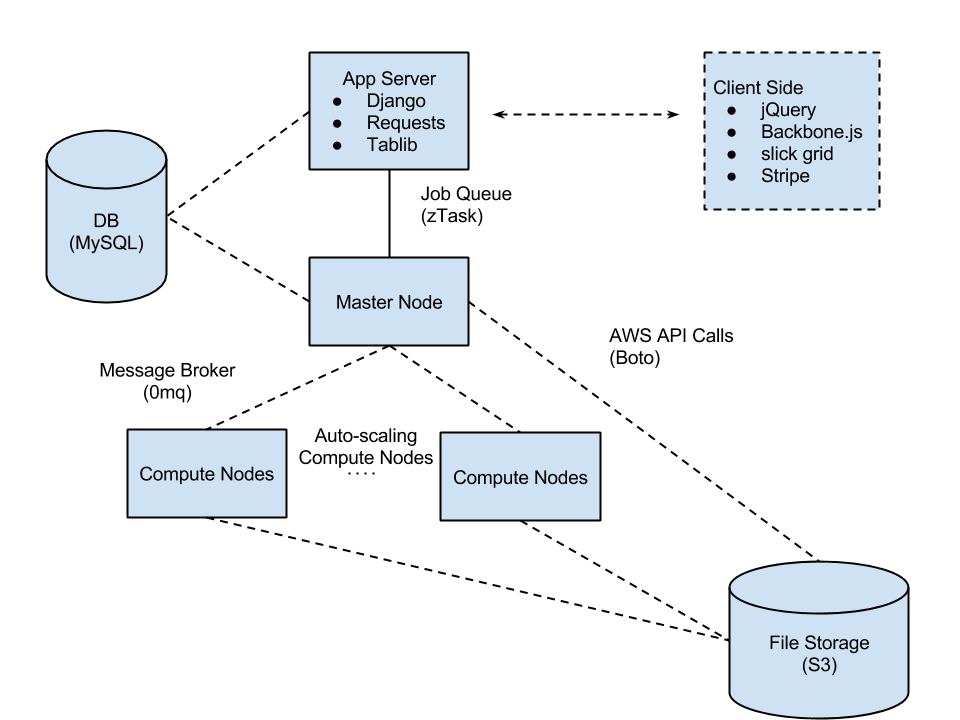 App Server
● Django
● Requests
● Tablib
Client Side
● jQuery
● Backbone.js
● slick grid
● Stripe
Job Queue
(zTask)
DB
(MySQL)
Master Node
AWS API Calls
(Boto)
Message Broker
(0mq)
Auto-scaling
Compute Nodes
....
Compute Nodes
Compute Nodes
File Storage
(S3)